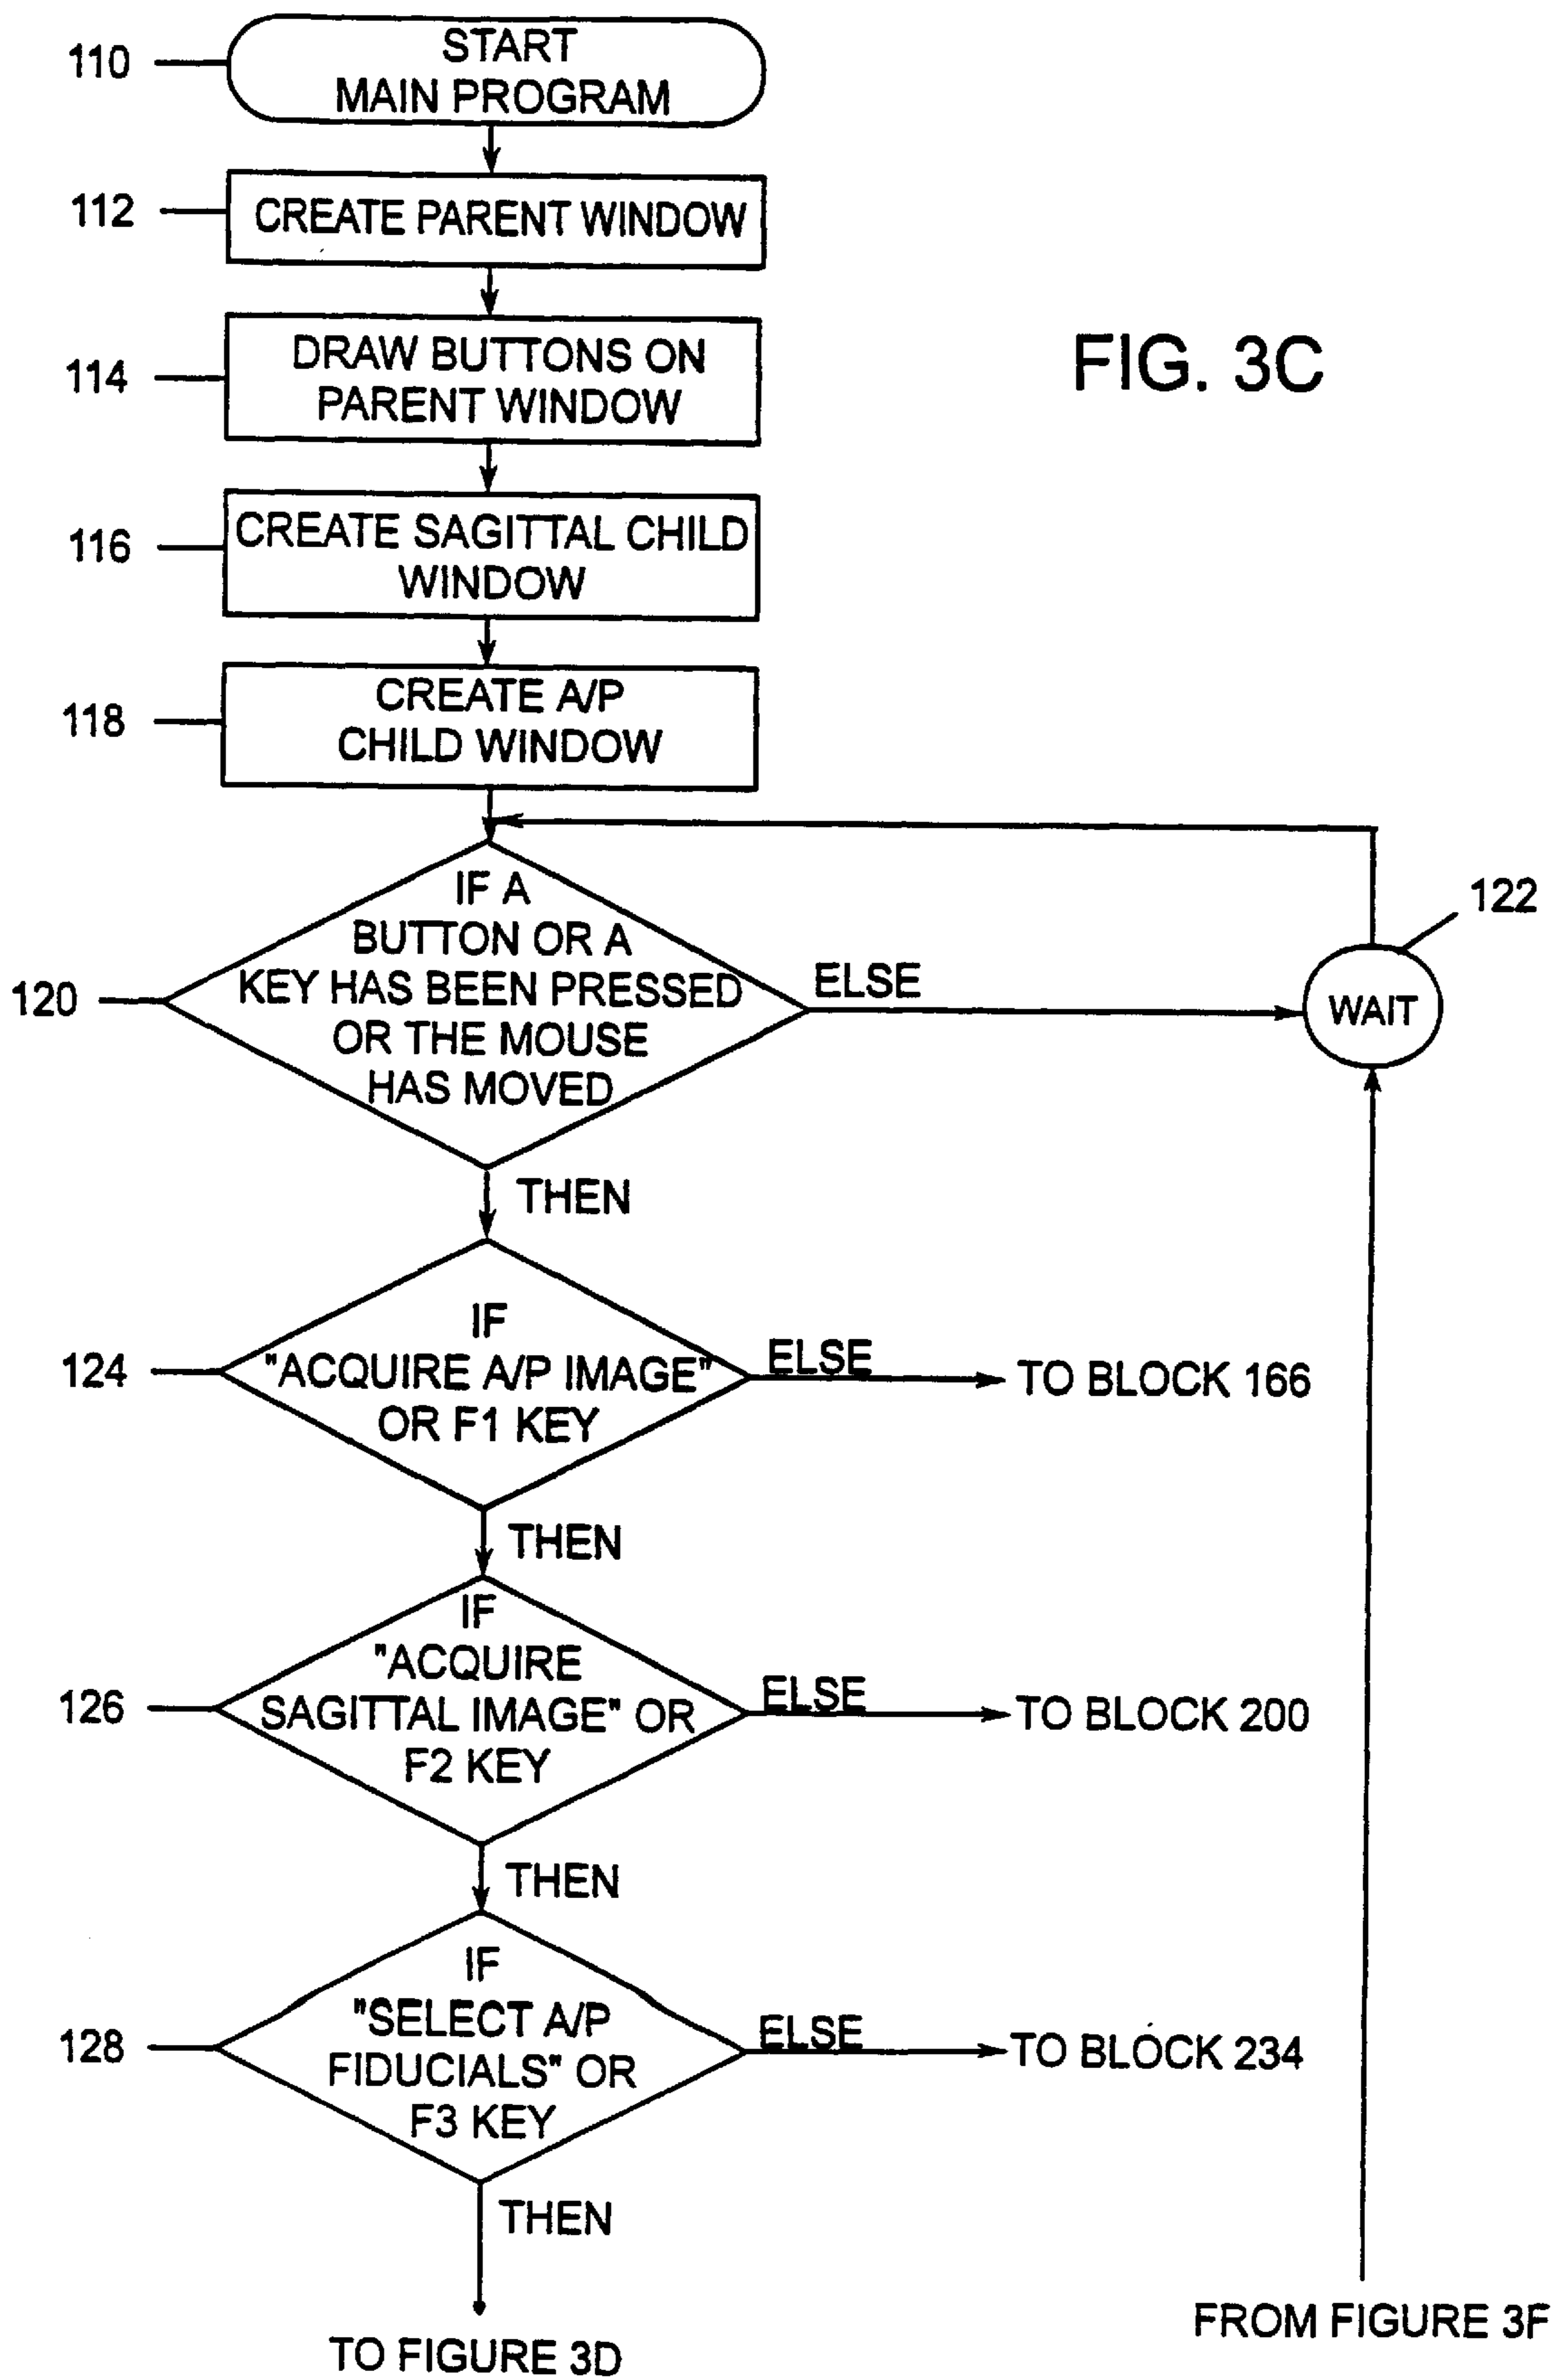 110
START
MAIN PROGRAM
112
CREATE PARENT WINDOW
114
DRAW BUTTONS ON
PARENT WINDOW
FIG. 3C
116
CREATE SAGITTAL CHILD
WINDOW
118
CREATE A/P
CHILD WINDOW
120
IF A
BUTTON OR A
KEY HAS BEEN PRESSED
OR THE MOUSE
HAS MOVED
ELSE
122
WAIT
THEN
124
IF
"ACQUIRE A/P IMAGE"
OR F1 KEY
ELSE
TO BLOCK 166
THEN
126
IF
"ACQUIRE
SAGITTAL IMAGE" OR
F2 KEY
ELSE
TO BLOCK 200
THEN
128
IF
"SELECT A/P
FIDUCIALS" OR
F3 KEY
ELSE
TO BLOCK 234
THEN
TO FIGURE 3D
FROM FIGURE 3F